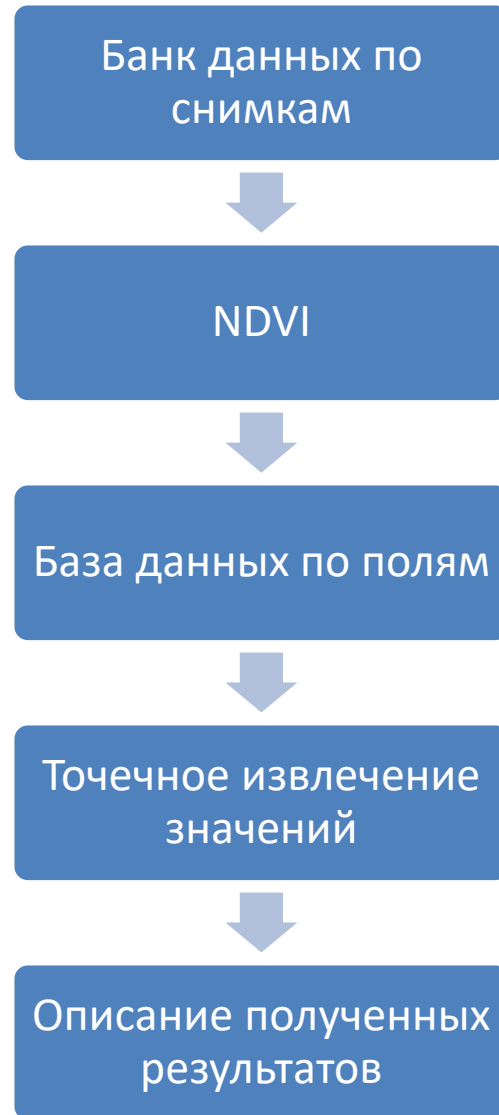 Банк данных по
снимкам
NDVI
База данных по полям
Точечное извлечение
значений
Описание полученных
результатов